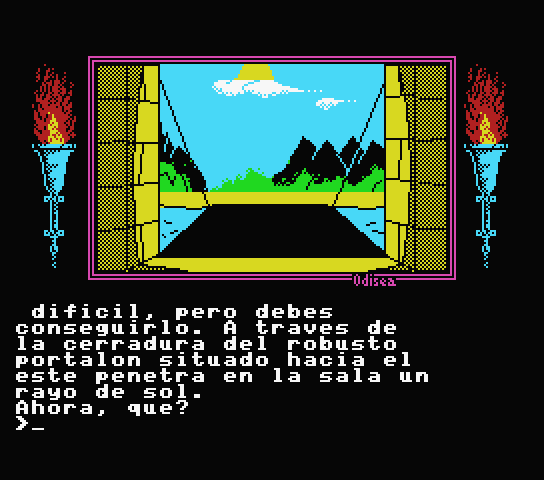 Odisea
dificil, pero debes
conseguirlo. A traves de
la cerradura del robusto
portalon situado hacia el
este penetra en la sala un
rayo de sol.
Ahora, que?
>_